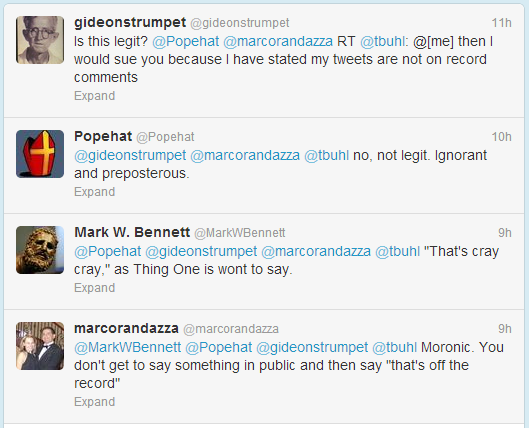 gideonstrumpet @gideonstrumpet 11h
Is this legit? @Popehat @marcorandazza RT @tbuhl: @[me] then I
would sue you because I have stated my tweets are not on record
comments
Expand
Popehat @Popehat 10h
@gideonstrumpet @marcorandazza @tbuhl no, not legit. Ignorant
and preposterous.
Expand
Mark W. Bennett @MarkWBennett 9h
@Popehat @gideonstrumpet @marcorandazza @tbuhl "That's cray
cray," as Thing One is wont to say.
Expand
marcorandazza @marcorandazza 9h
@MarkWBennett @Popehat @gideonstrumpet @tbuhl Moronic. You
don't get to say something in public and then say "that's off the
record"
Expand